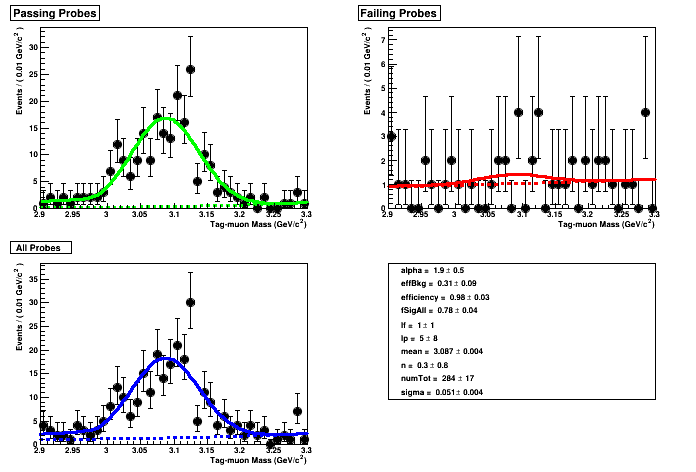 Passing Probes
Events / ( 0.01 GeV/c² )
30
25
20
15
10
5
0
2.9 2.95 3 3.05 3.1 3.15 3.2 3.25 3.3
Tag-muon Mass (GeV/c²)
Failing Probes
Events / ( 0.01 GeV/c² )
7
6
5
4
3
2
1
0
2.9 2.95 3 3.05 3.1 3.15 3.2 3.25 3.3
Tag-muon Mass (GeV/c²)
All Probes
Events / ( 0.01 GeV/c² )
35
30
25
20
15
10
5
0
2.9 2.95 3 3.05 3.1 3.15 3.2 3.25 3.3
Tag-muon Mass (GeV/c²)
alpha = 1.9 ± 0.5
effBkg = 0.31 ± 0.09
efficiency = 0.98 ± 0.03
fSigAll = 0.78 ± 0.04
lf = 1 ± 1
lp = 5 ± 8
mean = 3.087 ± 0.004
n = 0.3 ± 0.8
numTot = 284 ± 17
sigma = 0.051 ± 0.004